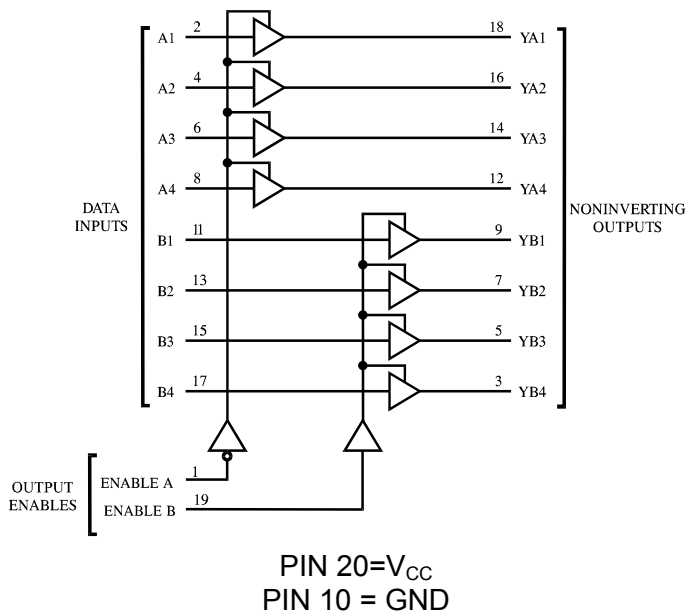 A1 2 18 YA1
A2 4 16 YA2
A3 6 14 YA3
A4 8 12 YA4
DATA
INPUTS
NONINVERTING
OUTPUTS
B1 11 9 YB1
B2 13 7 YB2
B3 15 5 YB3
B4 17 3 YB4
OUTPUT
ENABLES
ENABLE A 1
ENABLE B 19
PIN 20=VCC
PIN 10 = GND